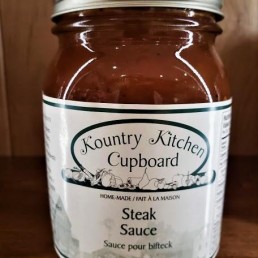 Kountry Kitchen
Cupboard
HOME-MADE / FAIT À LA MAISON
Steak
Sauce
Sauce pour bifteck